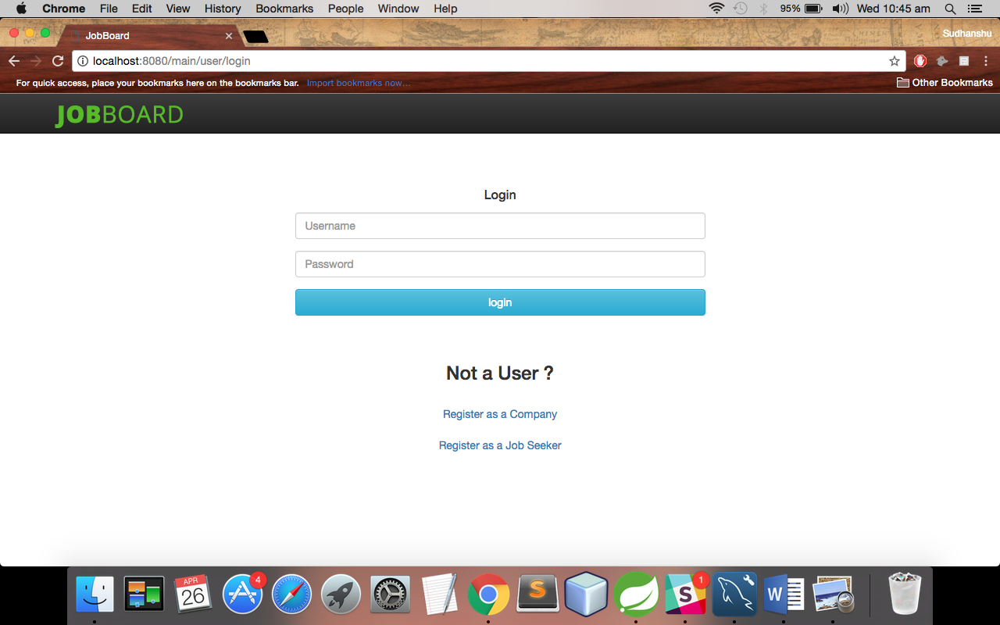 Chrome File Edit View History Bookmarks People Window Help 95% Wed 10:45 am
JobBoard Sudhanshu
localhost:8080/main/user/login
For quick access, place your bookmarks here on the bookmarks bar. Import bookmarks now... Other Bookmarks
JOBBOARD
Login
Username
Password
login
Not a User ?
Register as a Company
Register as a Job Seeker
APR
26
4
S
S
1
W